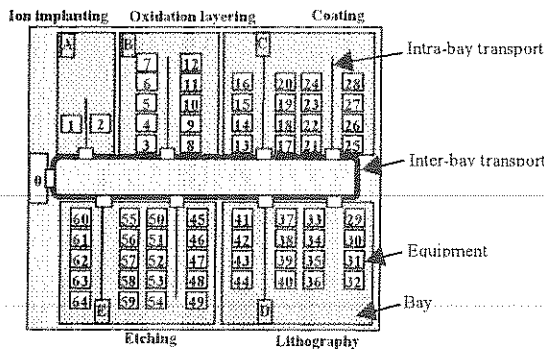 Ion implanting Oxidation layering Coating
A B C
7 12
6 11 16 20 24 28
5 10 15 19 23 27
1 2 4 9 14 18 22 26
3 8 13 17 21 25
Intra-bay transport
Inter-bay transport
0
60 55 50 45 41 37 33 29
61 56 51 46 42 38 34 30
62 57 52 47 43 39 35 31
63 58 53 48 44 40 36 32
64 59 54 49
E D
Equipment
Bay
Etching Lithography